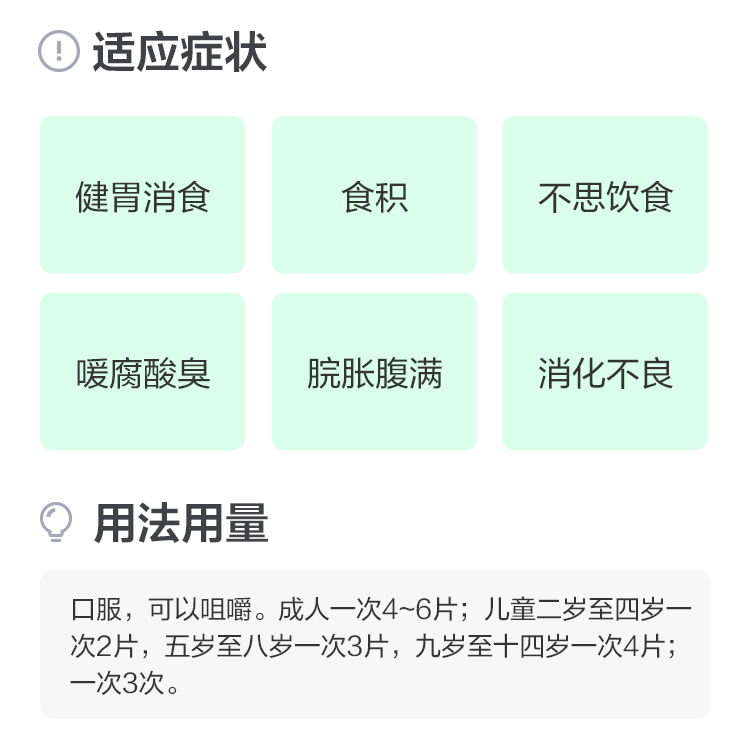 适应症状
健胃消食
食积
不思饮食
嗳腐酸臭
脘胀腹满
消化不良
用法用量
口服，可以咀嚼。成人一次4~6片；儿童二岁至四岁一
次2片，五岁至八岁一次3片，九岁至十四岁一次4片；
一次3次。